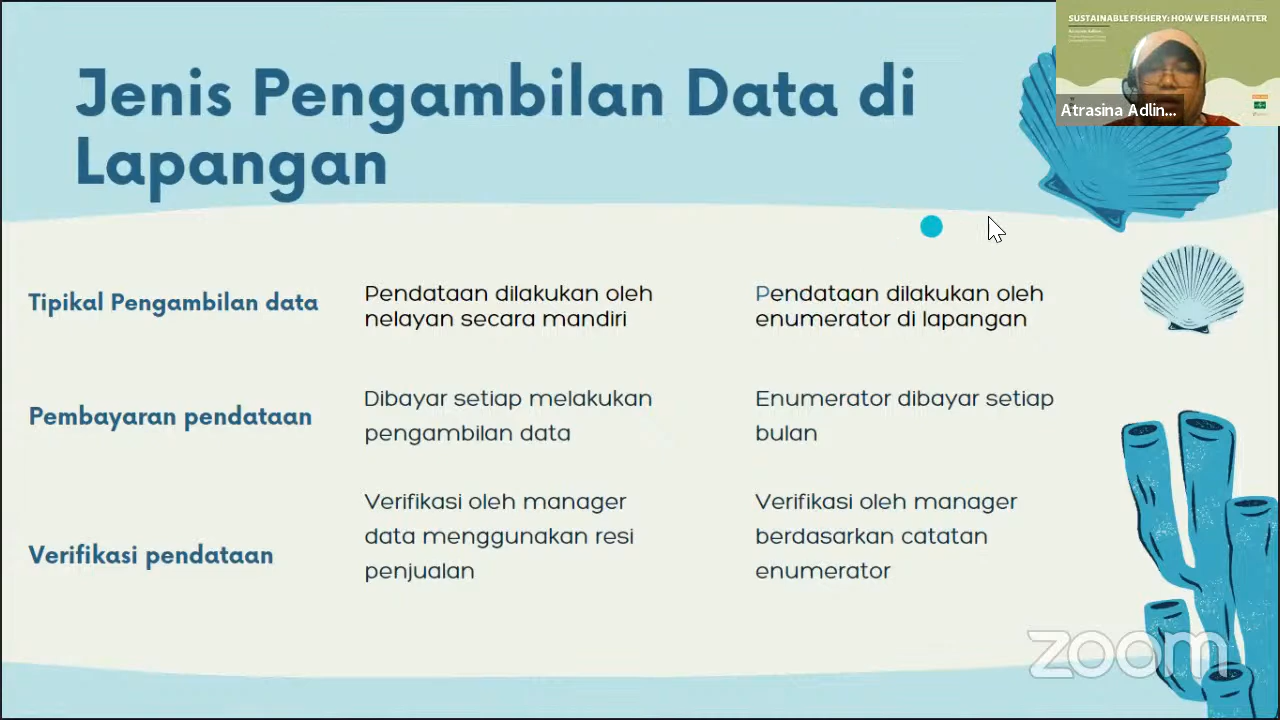 SUSTAINABLE FISHERY: HOW WE FISH MATTER
Atrasina Adlin...
Jenis Pengambilan Data di
Lapangan
Tipikal Pengambilan data
Pendataan dilakukan oleh
nelayan secara mandiri
Pendataan dilakukan oleh
enumerator di lapangan
Pembayaran pendataan
Dibayar setiap melakukan
pengambilan data
Enumerator dibayar setiap
bulan
Verifikasi pendataan
Verifikasi oleh manager
data menggunakan resi
penjualan
Verifikasi oleh manager
berdasarkan catatan
enumerator
zoom